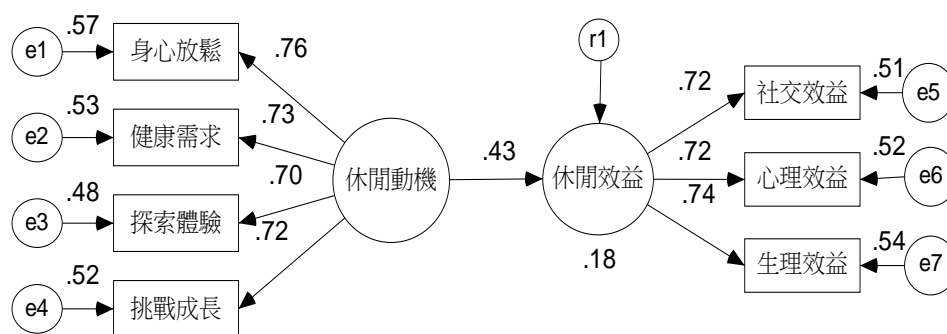 .57
e1
身心放鬆
.76
r1
.53
e2
健康需求
.73
.72
社交效益
.51
e5
休閒動機
.43
休閒效益
.72
心理效益
.52
e6
.48
e3
探索體驗
.70
.74
.52
e4
挑戰成長
.72
.18
生理效益
.54
e7